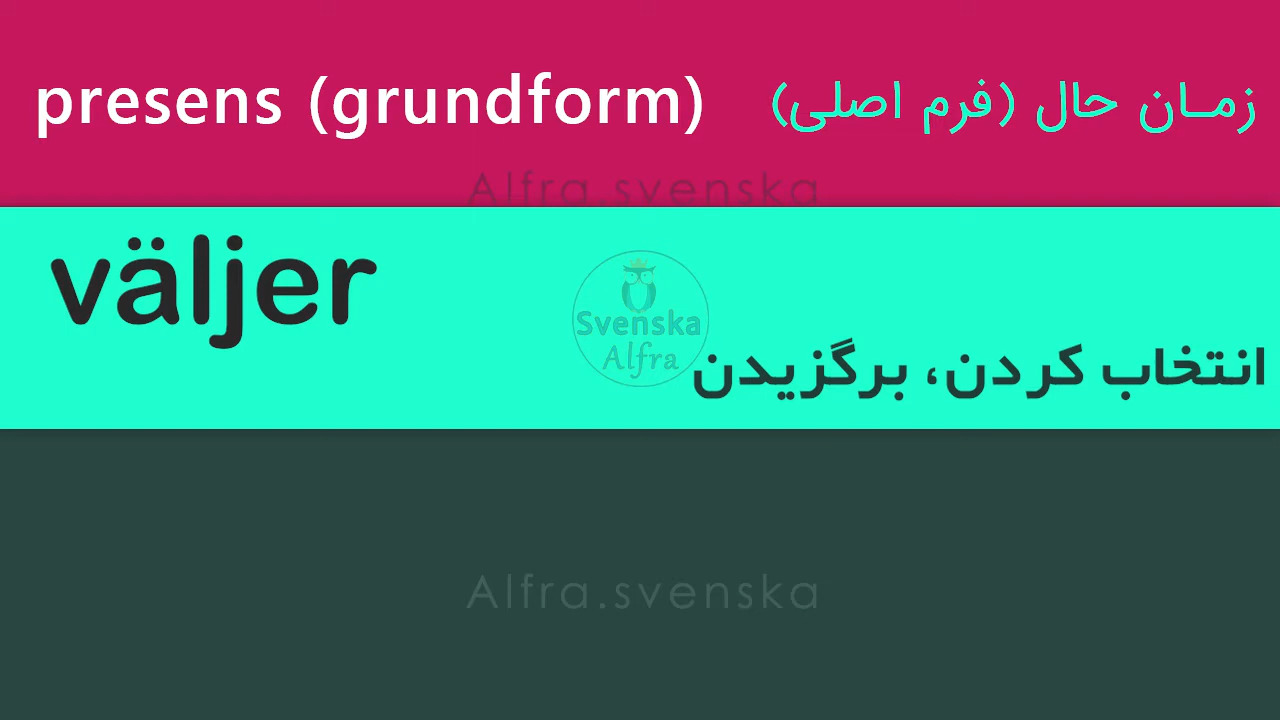 presens (grundform) زمـان حال (فرم اصلی)
Alfra.svenska
väljer
Svenska
Alfra
انتخاب کردن، برگزیدن
Alfra.svenska